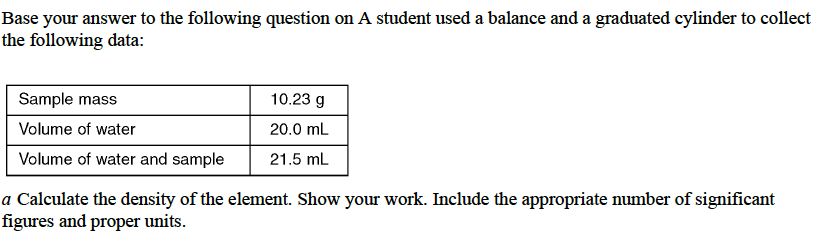 Base your answer to the following question on A student used a balance and a graduated cylinder to collect
the following data:
Sample mass 10.23 g
Volume of water 20.0 mL
Volume of water and sample 21.5 mL
a Calculate the density of the element. Show your work. Include the appropriate number of significant
figures and proper units.